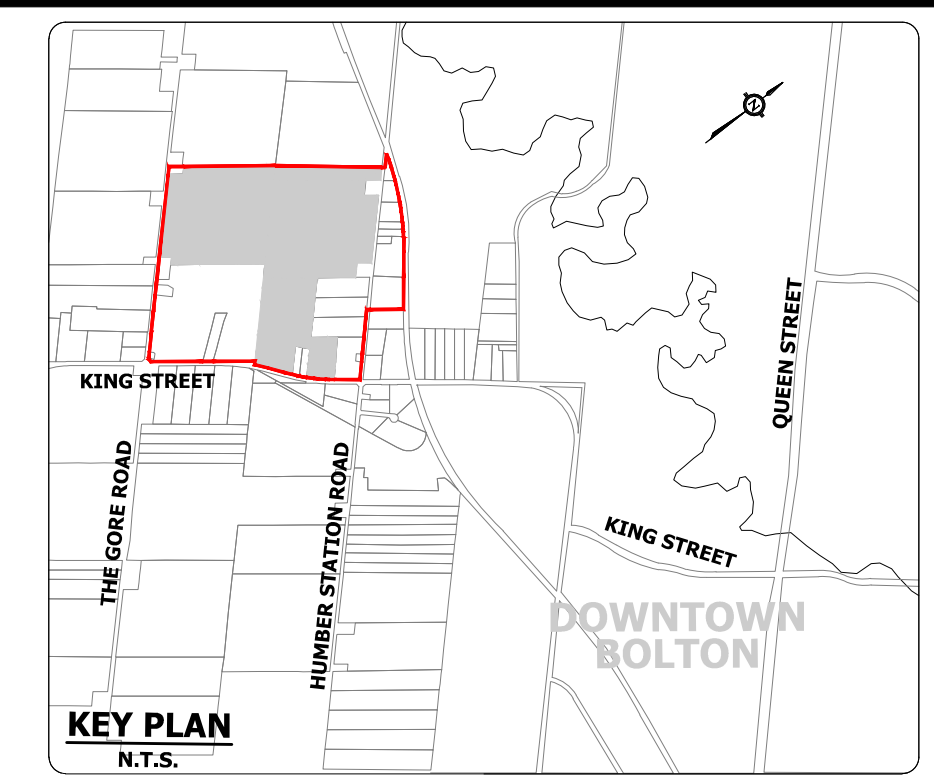 N
QUEEN STREET
KING STREET
THE GORE ROAD
HUMBER STATION ROAD
KING STREET
DOWNTOWN
BOLTON
KEY PLAN
N.T.S.